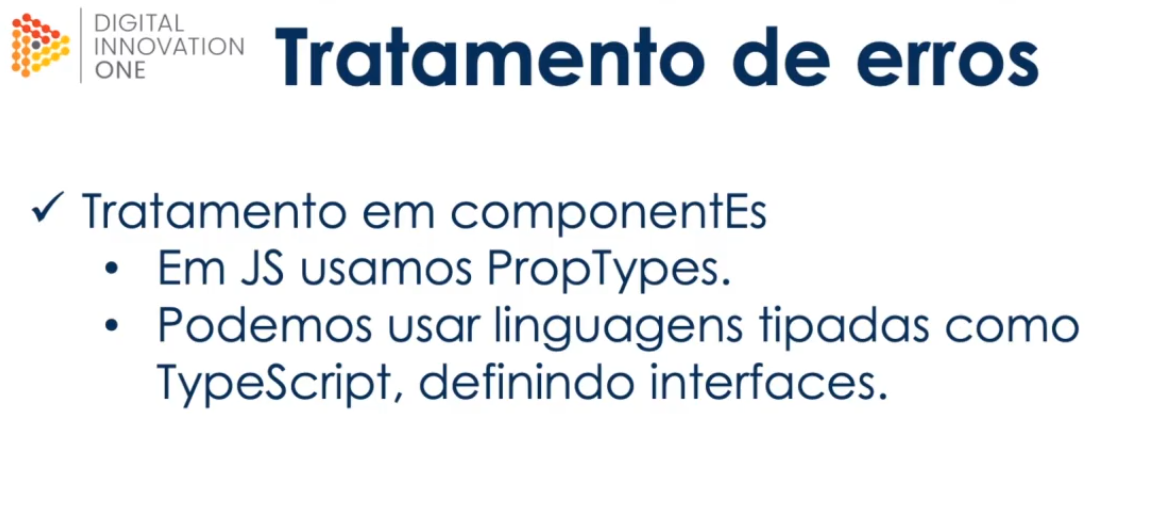 DIGITAL
INNOVATION
ONE
Tratamento de erros
✓ Tratamento em componentEs
• Em JS usamos PropTypes.
• Podemos usar linguagens tipadas como
TypeScript, definindo interfaces.